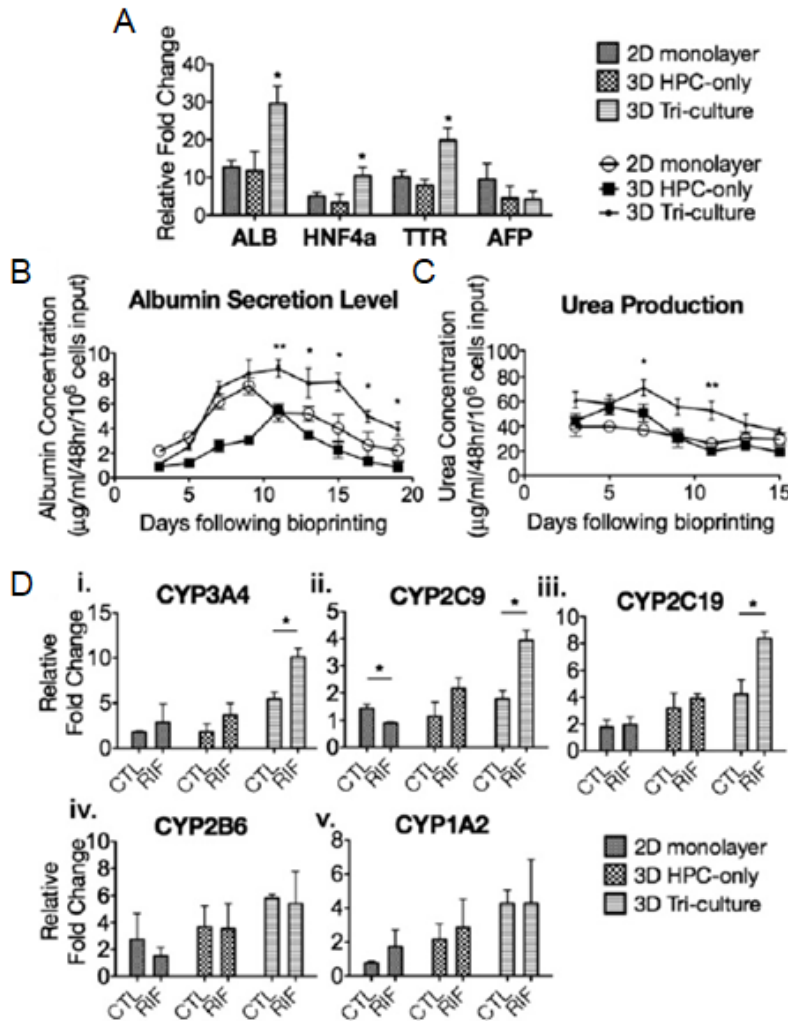 A
Relative Fold Change
40
30
20
10
0
*
*
*
ALB HNF4a TTR AFP
2D monolayer
3D HPC-only
3D Tri-culture
2D monolayer
3D HPC-only
3D Tri-culture
B
Albumin Secretion Level
Albumin Concentration
(µg/ml/48hr/10⁶ cells input)
10
8
6
4
2
0
** * * * *
0 5 10 15 20
Days following bioprinting
C
Urea Production
Urea Concentration
(µg/ml/48hr/10⁶ cells input)
100
80
60
40
20
0
* **
0 5 10 15
Days following bioprinting
D
i.
CYP3A4
Relative
Fold Change
15
10
5
0
*
CTL RIF CTL RIF CTL RIF
ii.
CYP2C9
5
4
3
2
1
0
* *
CTL RIF CTL RIF CTL RIF
iii.
CYP2C19
10
8
6
4
2
0
*
CTL RIF CTL RIF CTL RIF
iv.
CYP2B6
Relative
Fold Change
10
8
6
4
2
0
CTL RIF CTL RIF CTL RIF
v.
CYP1A2
8
6
4
2
0
CTL RIF CTL RIF CTL RIF
2D monolayer
3D HPC-only
3D Tri-culture